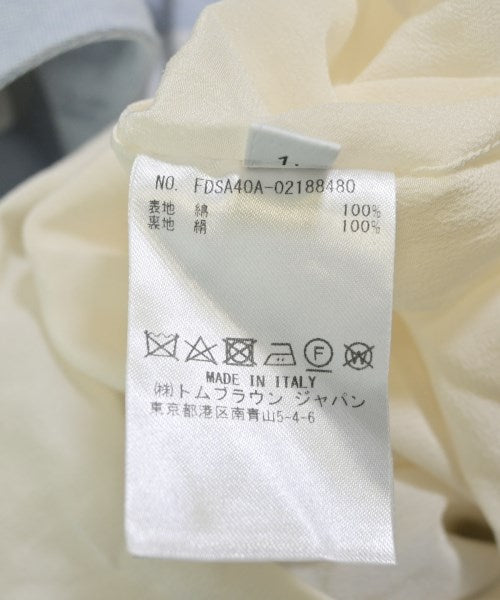 1.
NO. FDSA40A-02188480
表地 綿 100%
裏地 絹 100%
F W
MADE IN ITALY
(株)トムブラウン ジャパン
東京都港区南青山5-4-6